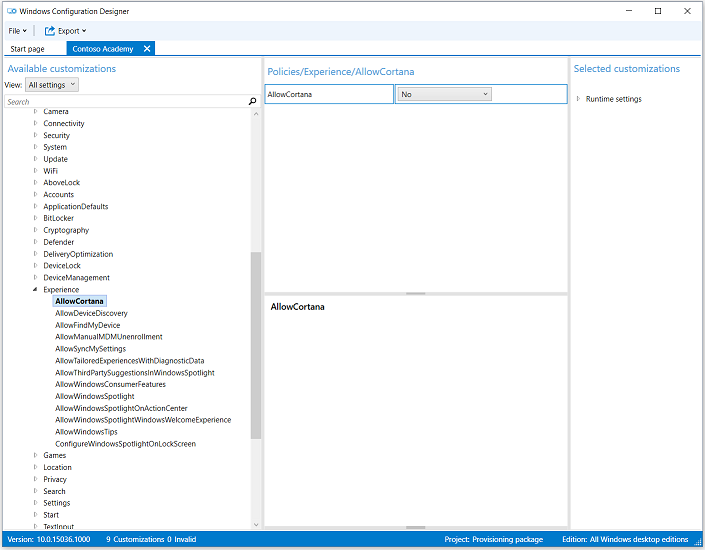 Windows Configuration Designer
File Export
Start page Contoso Academy
Available customizations
View: All settings
Search
Camera
Connectivity
Security
System
Update
WiFi
AboveLock
Accounts
ApplicationDefaults
BitLocker
Cryptography
Defender
DeliveryOptimization
DeviceLock
DeviceManagement
Experience
AllowCortana
AllowDeviceDiscovery
AllowFindMyDevice
AllowManualMDMUnenrollment
AllowSyncMySettings
AllowTailoredExperiencesWithDiagnosticData
AllowThirdPartySuggestionsInWindowsSpotlight
AllowWindowsConsumerFeatures
AllowWindowsSpotlight
AllowWindowsSpotlightOnActionCenter
AllowWindowsSpotlightWindowsWelcomeExperience
AllowWindowsTips
ConfigureWindowsSpotlightOnLockScreen
Games
Location
Privacy
Search
Settings
Start
TextInput
Policies/Experience/AllowCortana
AllowCortana No
AllowCortana
Selected customizations
Runtime settings
Version: 10.0.15036.1000 9 Customizations 0 Invalid Project: Provisioning package Edition: All Windows desktop editions